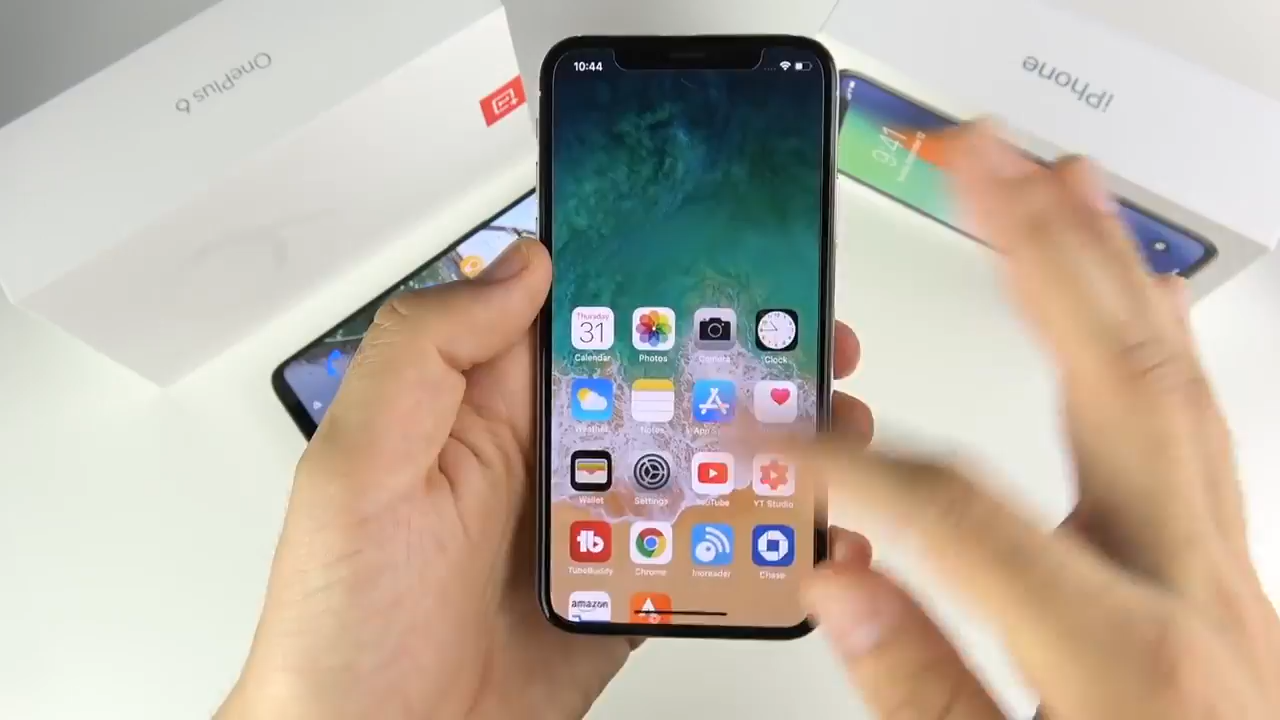 OnePlus 6
iPhone
10:44
9:41
Thursday
31
Calendar
Photos
Camera
Clock
Weather
Notes
Wallet
Settings
YouTube
YT Studio
tb
TubeBuddy
Chrome
Inoreader
Chase
amazon